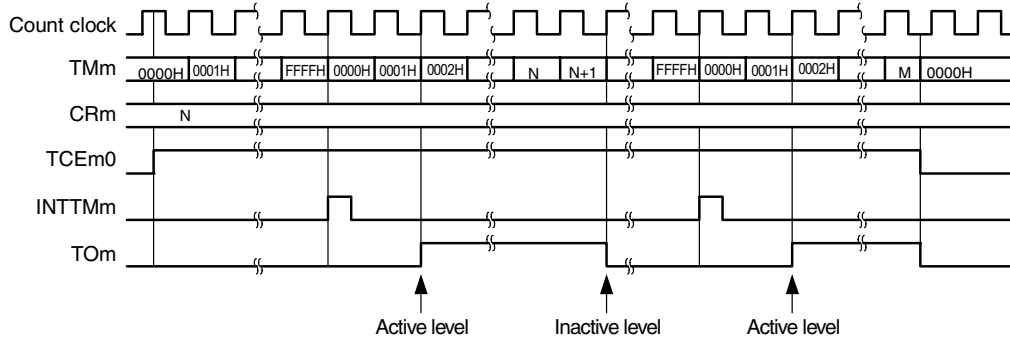 Count clock
TMm 0000H 0001H FFFFH 0000H 0001H 0002H N N+1 FFFFH 0000H 0001H 0002H M 0000H
CRm N
TCEm0
INTTMm
TOm
Active level Inactive level Active level